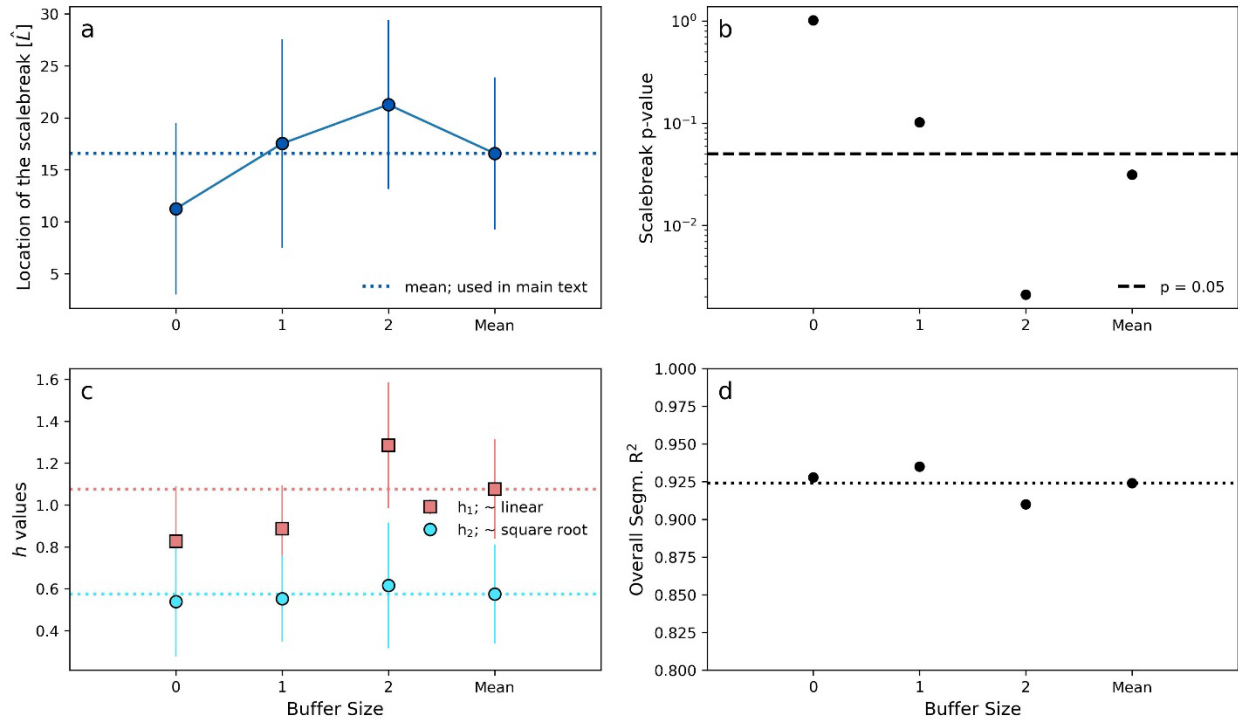 a
Location of the scalebreak [L̂]
30
25
20
15
10
5
0
1
2
Mean
mean; used in main text
b
Scalebreak p-value
10⁰
10⁻¹
10⁻²
0
1
2
Mean
p = 0.05
c
h values
1.6
1.4
1.2
1.0
0.8
0.6
0.4
h₁; ~ linear
h₂; ~ square root
0
1
2
Mean
Buffer Size
d
Overall Segm. R²
1.000
0.975
0.950
0.925
0.900
0.875
0.850
0.825
0.800
0
1
2
Mean
Buffer Size